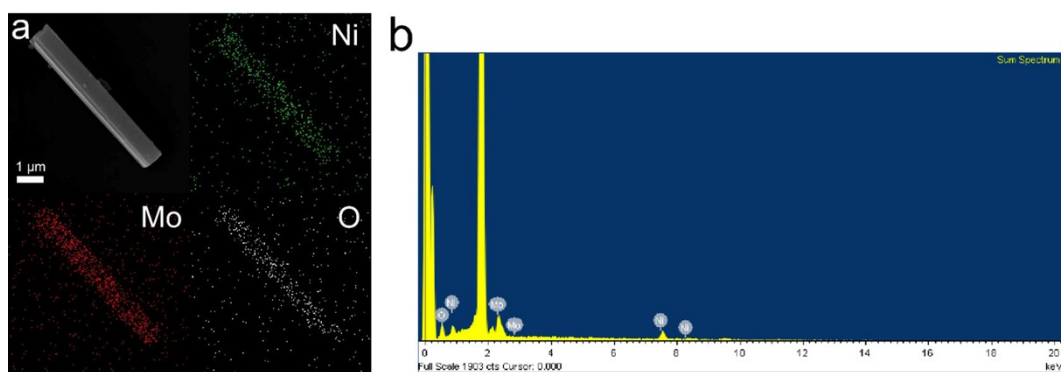 a
Ni
1 μm
Mo
O
b
Sum Spectrum
O
Ni
Mo
Mo
Ni
Ni
0 2 4 6 8 10 12 14 16 18 20
Full Scale 1903 cts Cursor: 0.000
keV